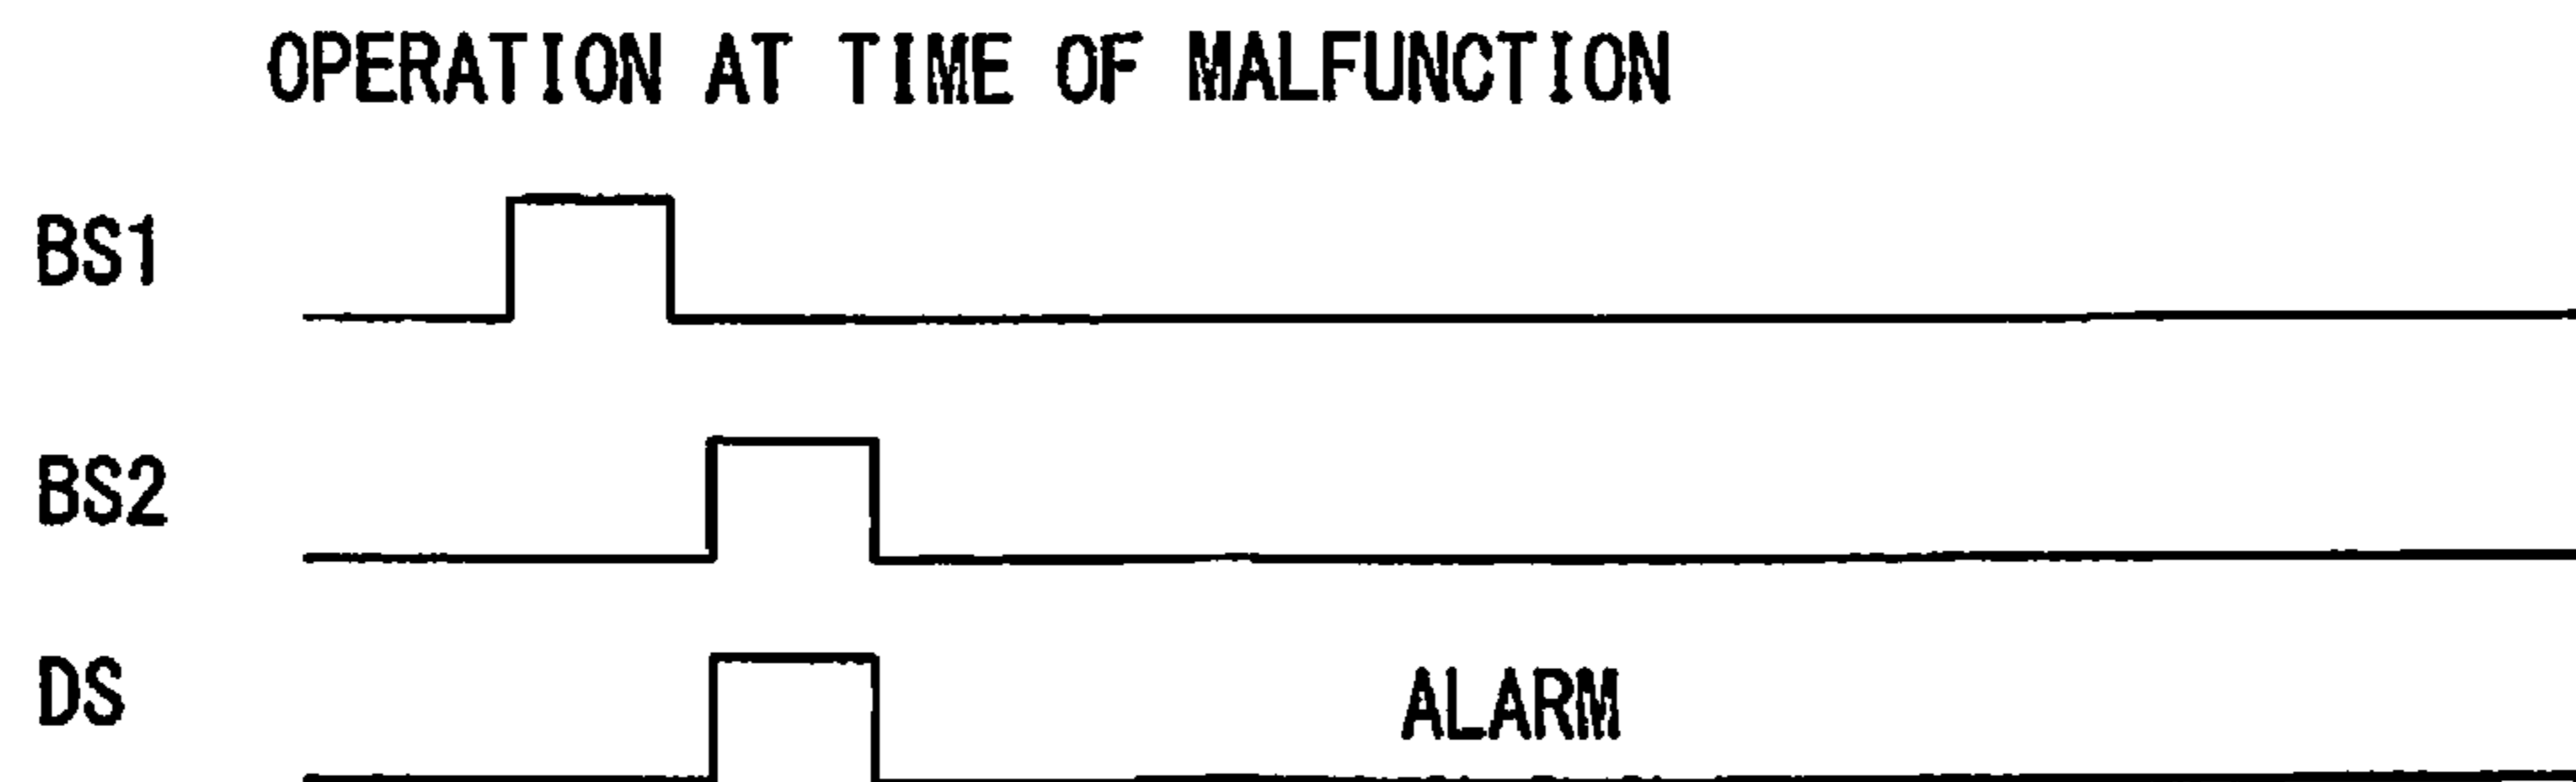 OPERATION AT TIME OF MALFUNCTION
BS1
BS2
DS
ALARM